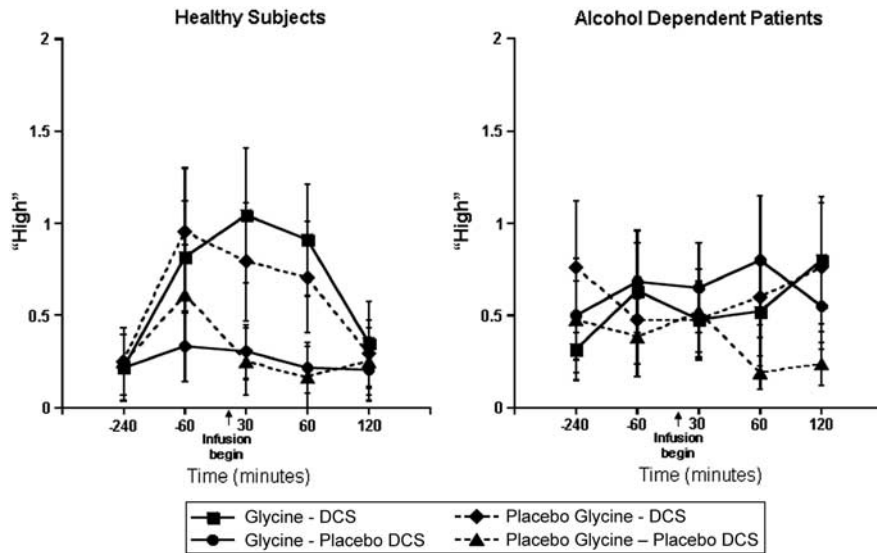 Healthy Subjects
2
1.5
1
0.5
0
"High"
-240
-60
30
60
120
Infusion
begin
Time (minutes)
Alcohol Dependent Patients
2
1.5
1
0.5
0
"High"
-240
-60
30
60
120
Infusion
begin
Time (minutes)
Glycine - DCS
Placebo Glycine - DCS
Glycine - Placebo DCS
Placebo Glycine – Placebo DCS